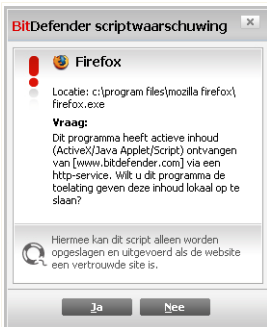 BitDefender scriptwaarschuwing
Firefox
Locatie: c:\program files\mozilla firefox\
firefox.exe
Vraag:
Dit programma heeft actieve inhoud
(ActiveX/Java Applet/Script) ontvangen
van [www.bitdefender.com] via een
http-service. Wilt u dit programma de
toelating geven deze inhoud lokaal op te
slaan?
Hiermee kan dit script alleen worden
opgeslagen en uitgevoerd als de website
een vertrouwde site is.
Ja
Nee